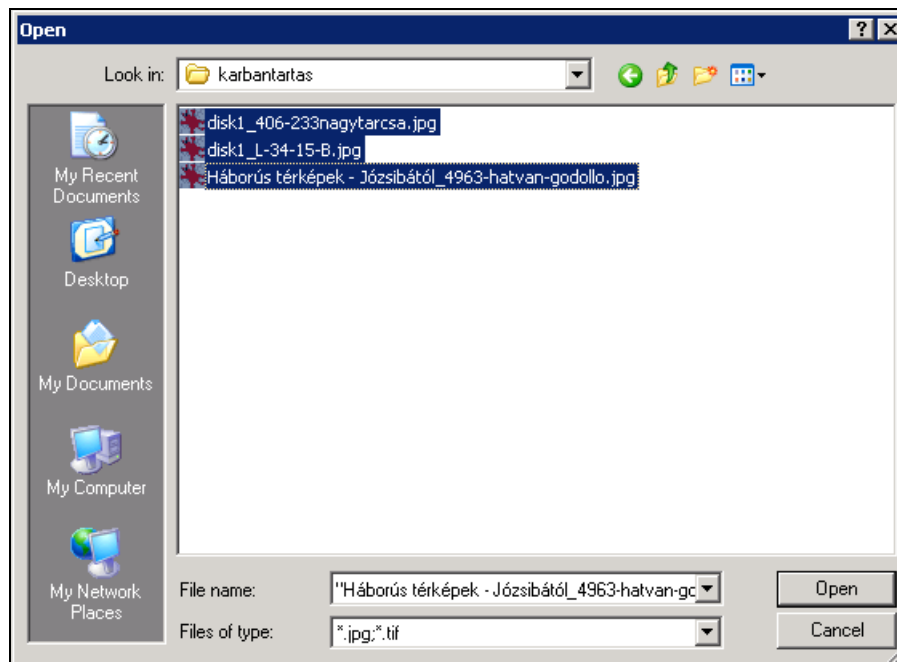 Open
Look in:
karbantartas
My Recent
Documents
Desktop
My Documents
My Computer
My Network
Places
disk1_406-233nagytarcsa.jpg
disk1_L-34-15-B.jpg
Háborús térképek - Józsibától_4963-hatvan-godollo.jpg
File name:
"Háborús térképek - Józsibától_4963-hatvan-go
Open
Files of type:
*.jpg;*.tif
Cancel